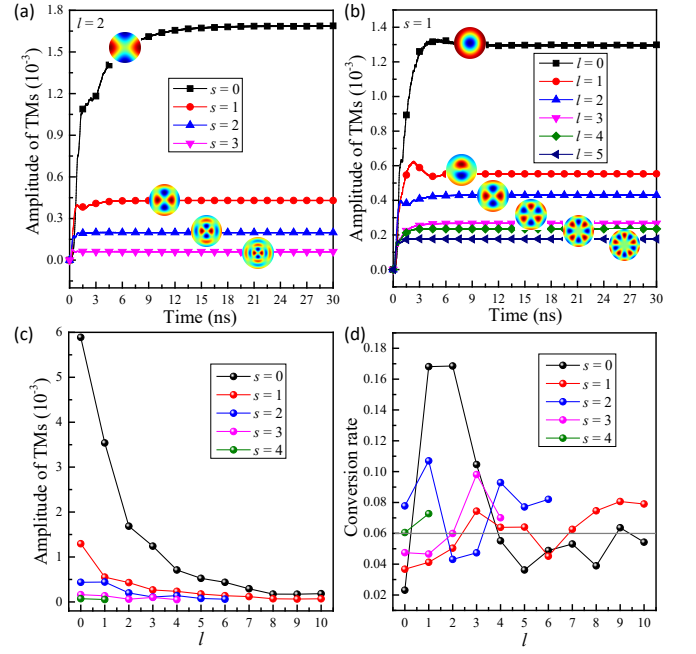 (a)
l = 2
s = 0
s = 1
s = 2
s = 3
Amplitude of TMs (10⁻³)
1.8
1.5
1.2
0.9
0.6
0.3
0.0
0 3 6 9 12 15 18 21 24 27 30
Time (ns)
(b)
s = 1
l = 0
l = 1
l = 2
l = 3
l = 4
l = 5
Amplitude of TMs (10⁻³)
1.4
1.2
1.0
0.8
0.6
0.4
0.2
0.0
0 3 6 9 12 15 18 21 24 27 30
Time (ns)
(c)
s = 0
s = 1
s = 2
s = 3
s = 4
Amplitude of TMs (10⁻³)
6
5
4
3
2
1
0
0 1 2 3 4 5 6 7 8 9 10
l
(d)
s = 0
s = 1
s = 2
s = 3
s = 4
Conversion rate
0.18
0.16
0.14
0.12
0.10
0.08
0.06
0.04
0.02
0.00
0 1 2 3 4 5 6 7 8 9 10
l